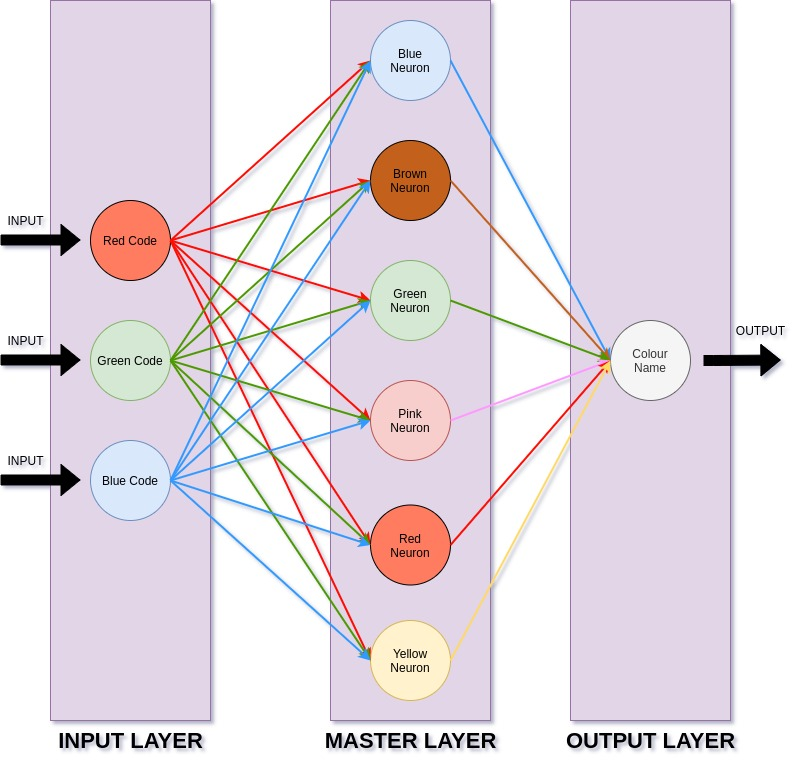 Blue
Neuron
Brown
Neuron
INPUT
Red Code
Green
Neuron
INPUT
Green Code
Colour
Name
OUTPUT
Pink
Neuron
INPUT
Blue Code
Red
Neuron
Yellow
Neuron
INPUT LAYER
MASTER LAYER
OUTPUT LAYER